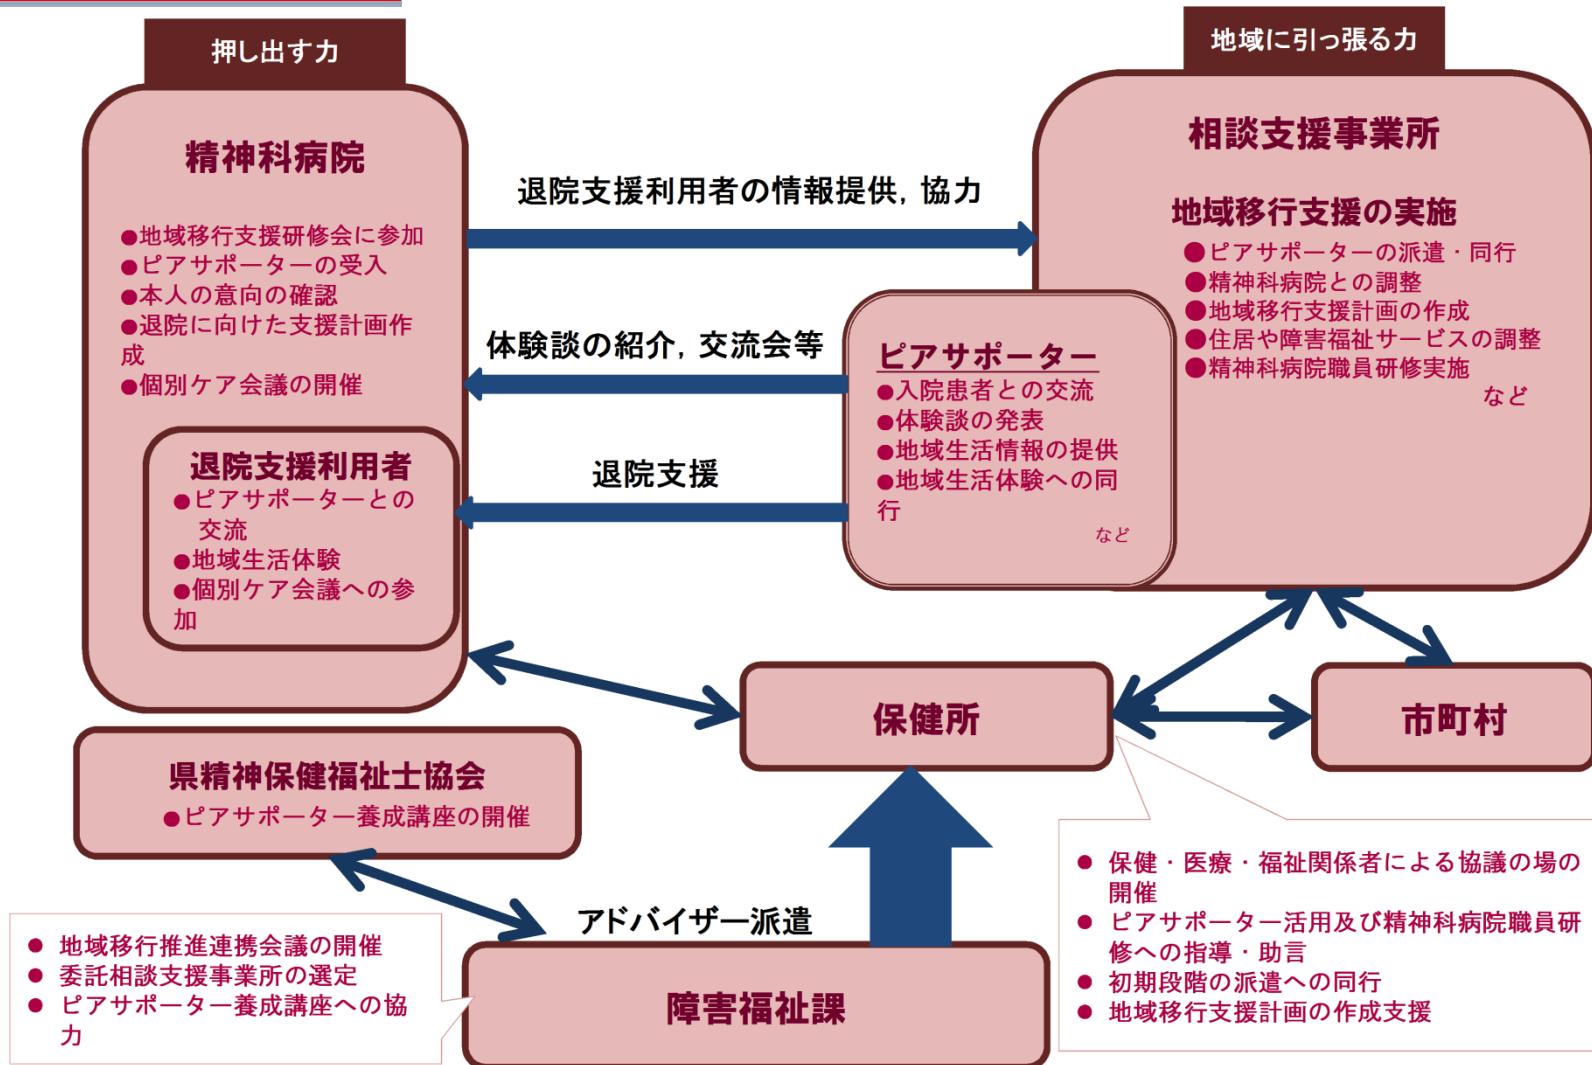 押し出す力
地域に引っ張る力
精神科病院
●地域移行支援研修会に参加
●ピアサポーターの受入
●本人の意向の確認
●退院に向けた支援計画作
成
●個別ケア会議の開催
退院支援利用者
●ピアサポーターとの
交流
●地域生活体験
●個別ケア会議への参
加
退院支援利用者の情報提供, 協力
体験談の紹介, 交流会等
退院支援
相談支援事業所
地域移行支援の実施
●ピアサポーターの派遣・同行
●精神科病院との調整
●地域移行支援計画の作成
●住居や障害福祉サービスの調整
●精神科病院職員研修実施
など
ピアサポーター
●入院患者との交流
●体験談の発表
●地域生活情報の提供
●地域生活体験への同
行
など
保健所
市町村
県精神保健福祉士協会
●ピアサポーター養成講座の開催
アドバイザー派遣
● 地域移行推進連携会議の開催
● 委託相談支援事業所の選定
● ピアサポーター養成講座への協
力
障害福祉課
● 保健・医療・福祉関係者による協議の場の
開催
● ピアサポーター活用及び精神科病院職員研
修への指導・助言
● 初期段階の派遣への同行
● 地域移行支援計画の作成支援